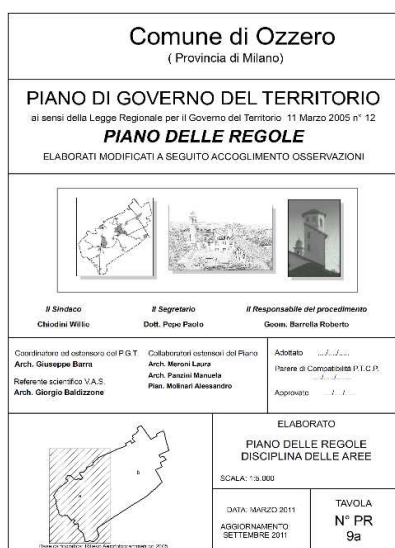 Comune di Ozzero
( Provincia di Milano)
PIANO DI GOVERNO DEL TERRITORIO
ai sensi della Legge Regionale per il Governo del Territorio 11 Marzo 2005 n° 12
PIANO DELLE REGOLE
ELABORATI MODIFICATI A SEGUITO ACCOGLIMENTO OSSERVAZIONI
Il Sindaco
Chiodini Willie
Il Segretario
Dott. Pepe Paolo
Il Responsabile del procedimento
Geom. Barrella Roberto
Coordinatore ed estensore del P.G.T.
Arch. Giuseppe Barra
Referente scientifico V.A.S.
Arch. Giorgio Baldizzone
Collaboratori estensori del Piano
Arch. Meroni Laura
Arch. Panzini Manuela
Pian. Molinari Alessandro
Adottato .../.../.....
Parere di Compatibilità P.T.C.P.
.../.../.....
Approvato .../.../....
a
b
Base cartografica: Rilievo Aerofotogrammetrico 2005
ELABORATO
PIANO DELLE REGOLE
DISCIPLINA DELLE AREE
SCALA: 1:5.000
DATA: MARZO 2011
AGGIORNAMENTO:
SETTEMBRE 2011
TAVOLA
N° PR
9a